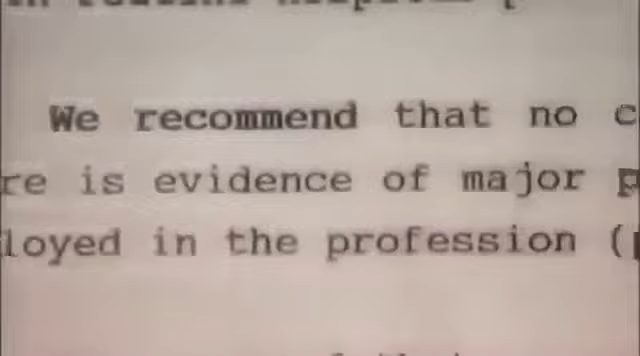 We recommend that no c
re is evidence of major p
loyed in the profession (